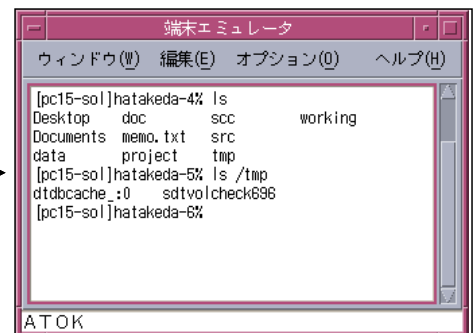 端末エミュレータ
ウィンドウ(W) 編集(E) オプション(O) ヘルプ(H)
[pc15-sol]hatakeda-4% ls
Desktop doc scc working
Documents memo.txt src
data project tmp
[pc15-sol]hatakeda-5% ls /tmp
dtdbcache_:0 sdtvolcheck696
[pc15-sol]hatakeda-6%
ATOK